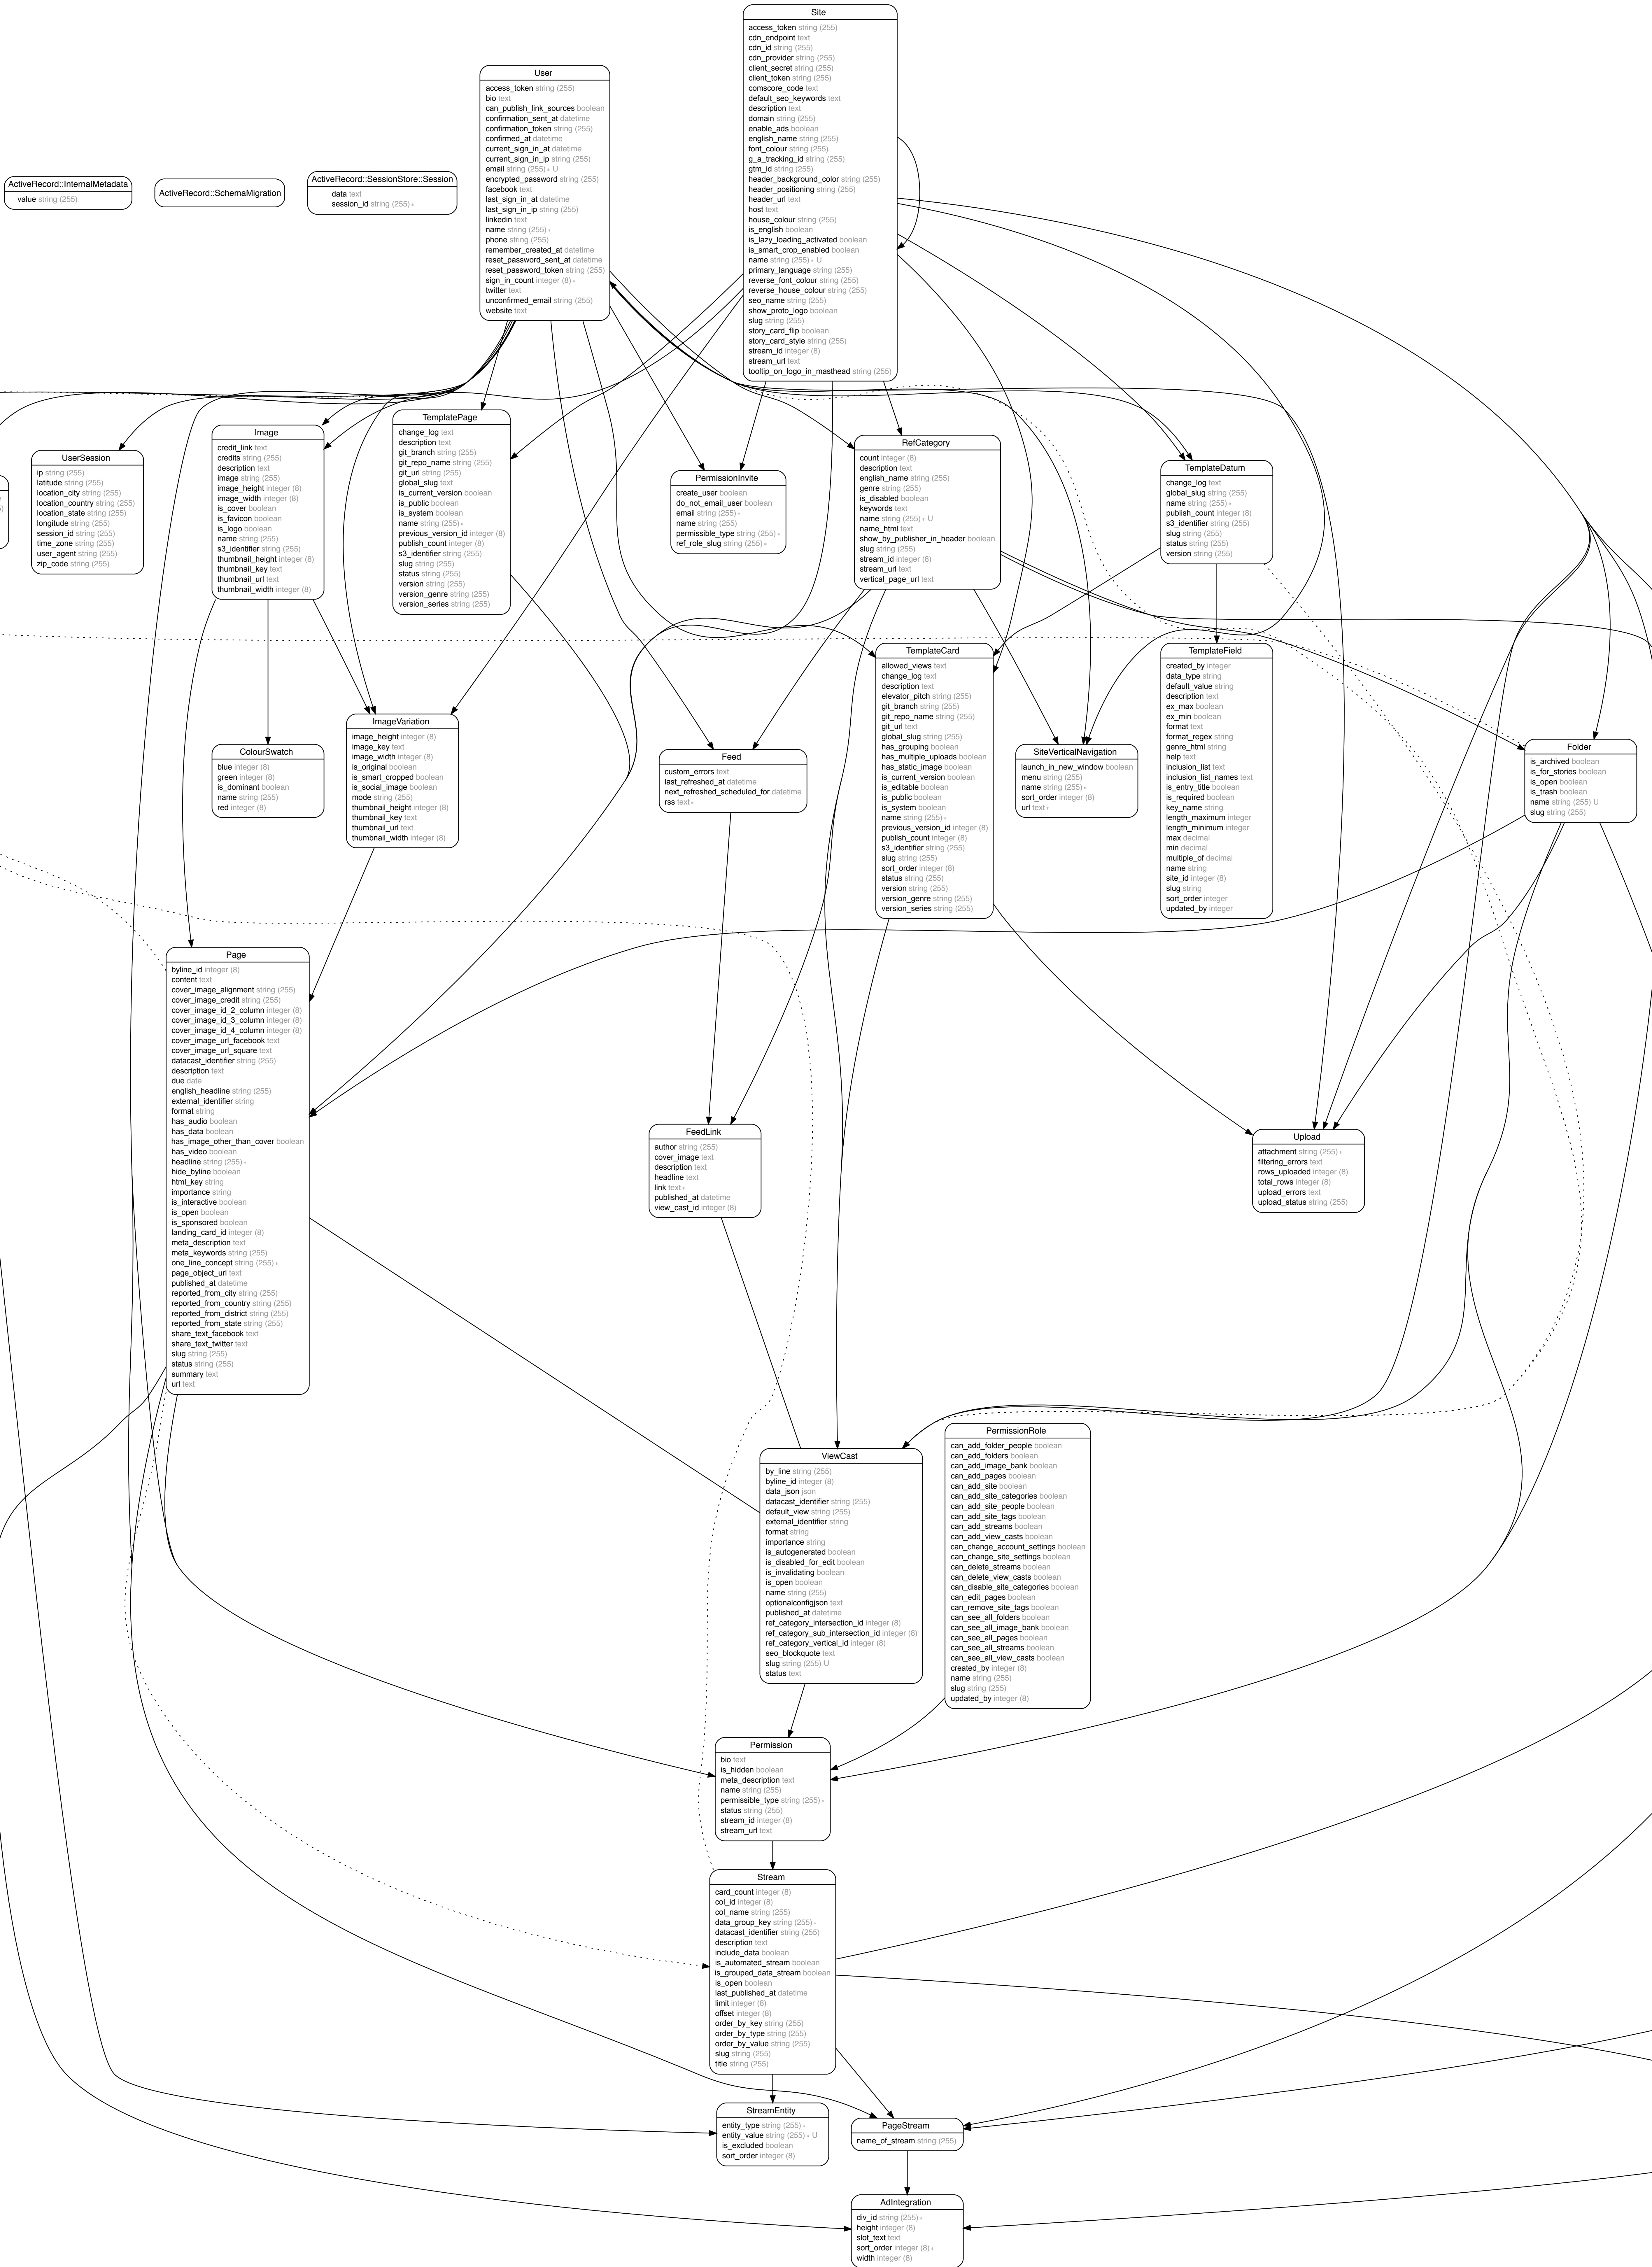 Site
access_token string (255)
cdn_endpoint text
cdn_id string (255)
cdn_provider string (255)
client_secret string (255)
client_token string (255)
comscore_code text
default_seo_keywords text
description text
domain string (255)
enable_ads boolean
english_name string (255)
font_colour string (255)
g_a_tracking_id string (255)
gtm_id string (255)
header_background_color string (255)
header_positioning string (255)
header_url text
host text
house_colour string (255)
is_english boolean
is_lazy_loading_activated boolean
is_smart_crop_enabled boolean
name string (255) ∗ U
primary_language string (255)
reverse_font_colour string (255)
reverse_house_colour string (255)
seo_name string (255)
show_proto_logo boolean
slug string (255)
story_card_flip boolean
story_card_style string (255)
stream_id integer (8)
stream_url text
tooltip_on_logo_in_masthead string (255)
User
access_token string (255)
bio text
can_publish_link_sources boolean
confirmation_sent_at datetime
confirmation_token string (255)
confirmed_at datetime
current_sign_in_at datetime
current_sign_in_ip string (255)
email string (255) ∗ U
encrypted_password string (255)
facebook text
last_sign_in_at datetime
last_sign_in_ip string (255)
linkedin text
name string (255) ∗
phone string (255)
remember_created_at datetime
reset_password_sent_at datetime
reset_password_token string (255)
sign_in_count integer (8) ∗
twitter text
unconfirmed_email string (255)
website text
ActiveRecord::InternalMetadata
value string (255)
ActiveRecord::SchemaMigration
ActiveRecord::SessionStore::Session
data text
session_id string (255) ∗
UserSession
ip string (255)
latitude string (255)
location_city string (255)
location_country string (255)
location_state string (255)
longitude string (255)
session_id string (255)
time_zone string (255)
user_agent string (255)
zip_code string (255)
Image
credit_link text
credits string (255)
description text
image string (255)
image_height integer (8)
image_width integer (8)
is_cover boolean
is_favicon boolean
is_logo boolean
name string (255)
s3_identifier string (255)
thumbnail_height integer (8)
thumbnail_key text
thumbnail_url text
thumbnail_width integer (8)
TemplatePage
change_log text
description text
git_branch string (255)
git_repo_name string (255)
git_url string (255)
global_slug text
is_current_version boolean
is_public boolean
is_system boolean
name string (255) ∗
previous_version_id integer (8)
publish_count integer (8)
s3_identifier string (255)
slug string (255)
status string (255)
version string (255)
version_genre string (255)
version_series string (255)
PermissionInvite
create_user boolean
do_not_email_user boolean
email string (255) ∗
name string (255)
permissible_type string (255) ∗
ref_role_slug string (255) ∗
RefCategory
count integer (8)
description text
english_name string (255)
genre string (255)
is_disabled boolean
keywords text
name string (255) ∗ U
name_html text
show_by_publisher_in_header boolean
slug string (255)
stream_id integer (8)
stream_url text
vertical_page_url text
TemplateDatum
change_log text
global_slug string (255)
name string (255) ∗
publish_count integer (8)
s3_identifier string (255)
slug string (255)
status string (255)
version string (255)
ColourSwatch
blue integer (8)
green integer (8)
is_dominant boolean
name string (255)
red integer (8)
ImageVariation
image_height integer (8)
image_key text
image_width integer (8)
is_original boolean
is_smart_cropped boolean
is_social_image boolean
mode string (255)
thumbnail_height integer (8)
thumbnail_key text
thumbnail_url text
thumbnail_width integer (8)
Feed
custom_errors text
last_refreshed_at datetime
next_refreshed_scheduled_for datetime
rss text ∗
TemplateCard
allowed_views text
change_log text
description text
elevator_pitch string (255)
git_branch string (255)
git_repo_name string (255)
git_url text
global_slug string (255)
has_grouping boolean
has_multiple_uploads boolean
has_static_image boolean
is_current_version boolean
is_editable boolean
is_public boolean
is_system boolean
name string (255) ∗
previous_version_id integer (8)
publish_count integer (8)
s3_identifier string (255)
slug string (255)
sort_order integer (8)
status string (255)
version string (255)
version_genre string (255)
version_series string (255)
SiteVerticalNavigation
launch_in_new_window boolean
menu string (255)
name string (255) ∗
sort_order integer (8)
url text ∗
TemplateField
created_by integer
data_type string
default_value string
description text
ex_max boolean
ex_min boolean
format text
format_regex string
genre_html string
help text
inclusion_list text
inclusion_list_names text
is_entry_title boolean
is_required boolean
key_name string
length_maximum integer
length_minimum integer
max decimal
min decimal
multiple_of decimal
name string
site_id integer (8)
slug string
sort_order integer
updated_by integer
Folder
is_archived boolean
is_for_stories boolean
is_open boolean
is_trash boolean
name string (255) U
slug string (255)
Page
byline_id integer (8)
content text
cover_image_alignment string (255)
cover_image_credit string (255)
cover_image_id_2_column integer (8)
cover_image_id_3_column integer (8)
cover_image_id_4_column integer (8)
cover_image_url_facebook text
cover_image_url_square text
datacast_identifier string (255)
description text
due date
english_headline string (255)
external_identifier string
format string
has_audio boolean
has_data boolean
has_image_other_than_cover boolean
has_video boolean
headline string (255) ∗
hide_byline boolean
html_key string
importance string
is_interactive boolean
is_open boolean
is_sponsored boolean
landing_card_id integer (8)
meta_description text
meta_keywords string (255)
one_line_concept string (255) ∗
page_object_url text
published_at datetime
reported_from_city string (255)
reported_from_country string (255)
reported_from_district string (255)
reported_from_state string (255)
share_text_facebook text
share_text_twitter text
slug string (255)
status string (255)
summary text
url text
FeedLink
author string (255)
cover_image text
description text
headline text
link text ∗
published_at datetime
view_cast_id integer (8)
Upload
attachment string (255) ∗
filtering_errors text
rows_uploaded integer (8)
total_rows integer (8)
upload_errors text
upload_status string (255)
ViewCast
by_line string (255)
byline_id integer (8)
data_json json
datacast_identifier string (255)
default_view string (255)
external_identifier string
format string
importance string
is_autogenerated boolean
is_disabled_for_edit boolean
is_invalidating boolean
is_open boolean
name string (255)
optionalconfigjson text
published_at datetime
ref_category_intersection_id integer (8)
ref_category_sub_intersection_id integer (8)
ref_category_vertical_id integer (8)
seo_blockquote text
slug string (255) U
status text
PermissionRole
can_add_folder_people boolean
can_add_folders boolean
can_add_image_bank boolean
can_add_pages boolean
can_add_site boolean
can_add_site_categories boolean
can_add_site_people boolean
can_add_site_tags boolean
can_add_streams boolean
can_add_view_casts boolean
can_change_account_settings boolean
can_change_site_settings boolean
can_delete_streams boolean
can_delete_view_casts boolean
can_disable_site_categories boolean
can_edit_pages boolean
can_remove_site_tags boolean
can_see_all_folders boolean
can_see_all_image_bank boolean
can_see_all_pages boolean
can_see_all_streams boolean
can_see_all_view_casts boolean
created_by integer (8)
name string (255)
slug string (255)
updated_by integer (8)
Permission
bio text
is_hidden boolean
meta_description text
name string (255)
permissible_type string (255) ∗
status string (255)
stream_id integer (8)
stream_url text
Stream
card_count integer (8)
col_id integer (8)
col_name string (255)
data_group_key string (255) ∗
datacast_identifier string (255)
description text
include_data boolean
is_automated_stream boolean
is_grouped_data_stream boolean
is_open boolean
last_published_at datetime
limit integer (8)
offset integer (8)
order_by_key string (255)
order_by_type string (255)
order_by_value string (255)
slug string (255)
title string (255)
StreamEntity
entity_type string (255) ∗
entity_value string (255) ∗ U
is_excluded boolean
sort_order integer (8)
PageStream
name_of_stream string (255)
AdIntegration
div_id string (255) ∗
height integer (8)
slot_text text
sort_order integer (8) ∗
width integer (8)